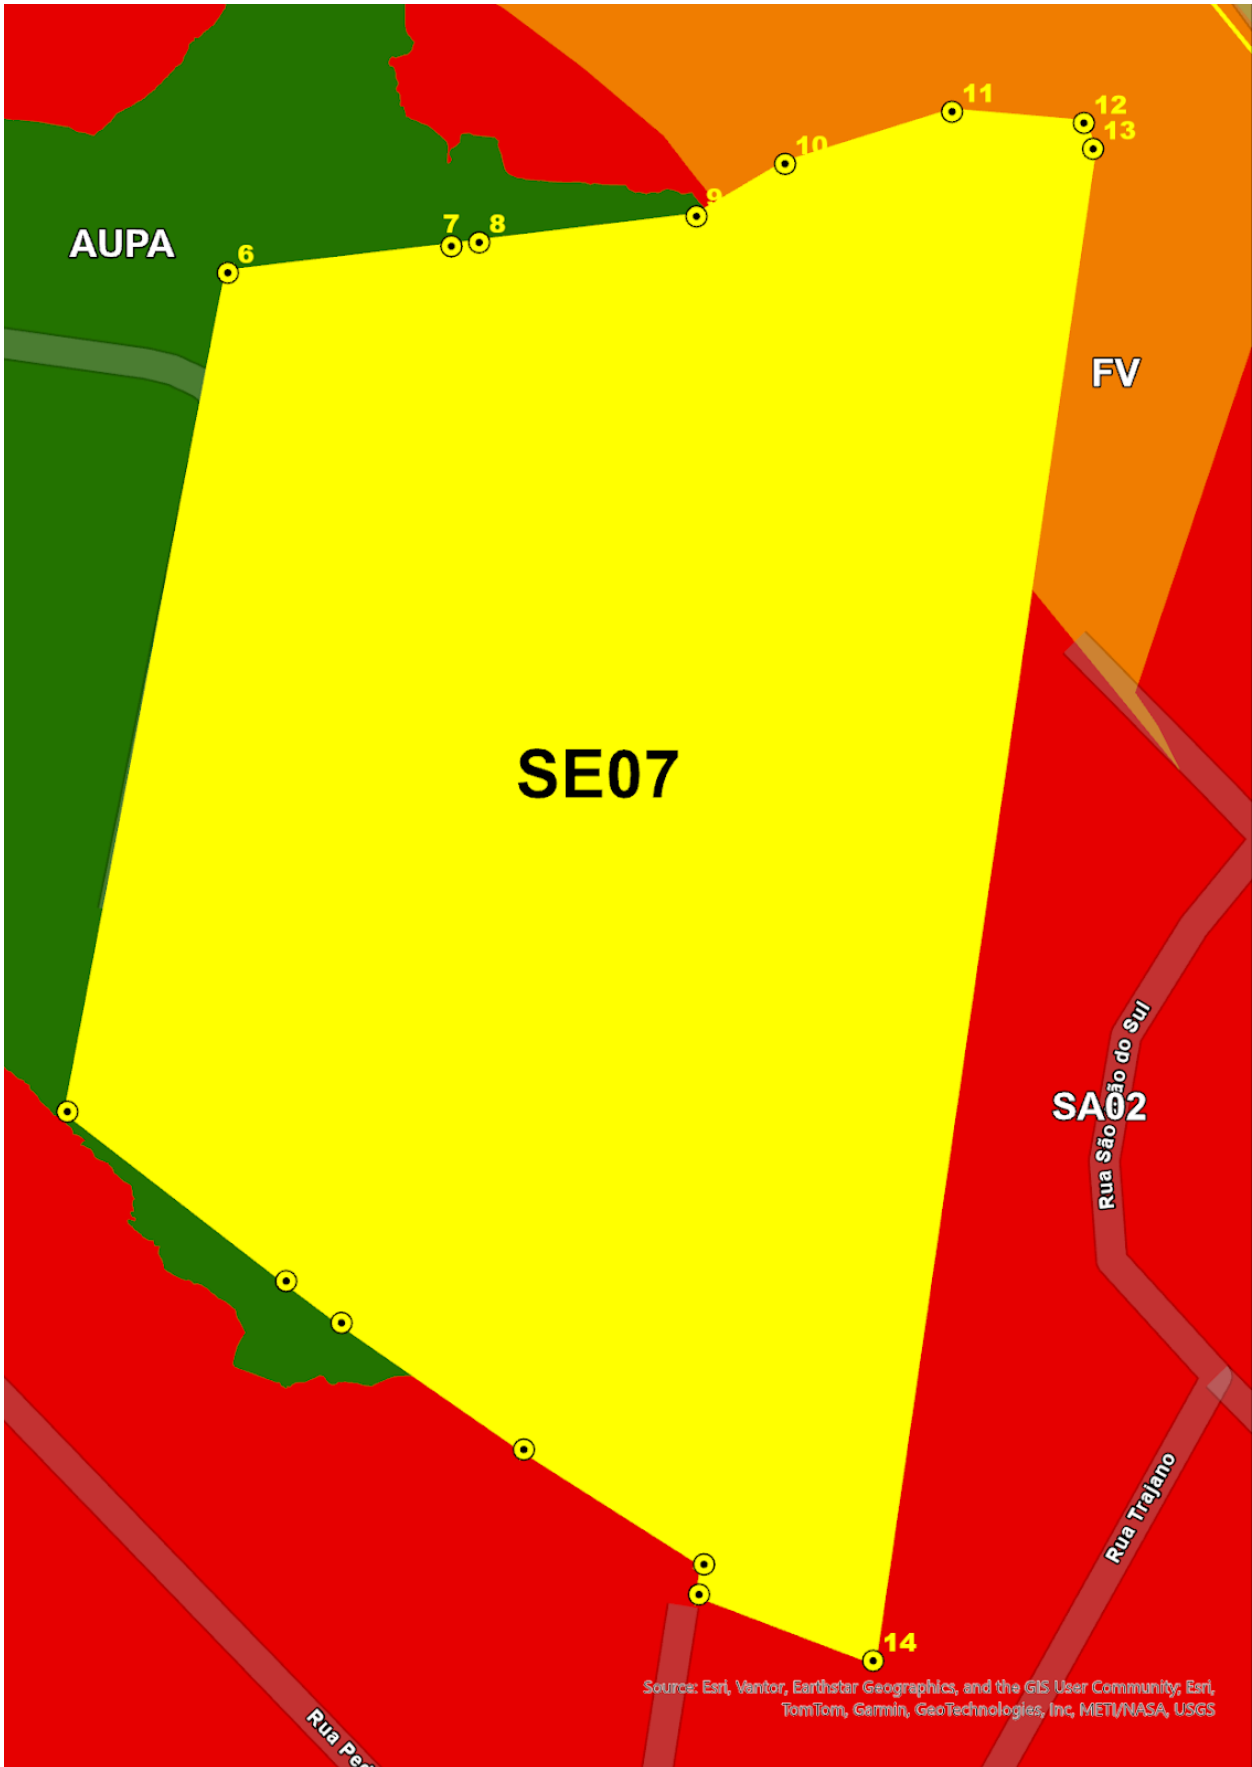 11
12
13
10
9
7
8
6
AUPA
FV
SE07
Rua São João do Sul
SA02
Rua Trajano
14
Source: Esri, Vantor, Earthstar Geographics, and the GIS User Community; Esri,
TomTom, Garmin, GeoTechnologies, Inc, METI/NASA, USGS
Rua